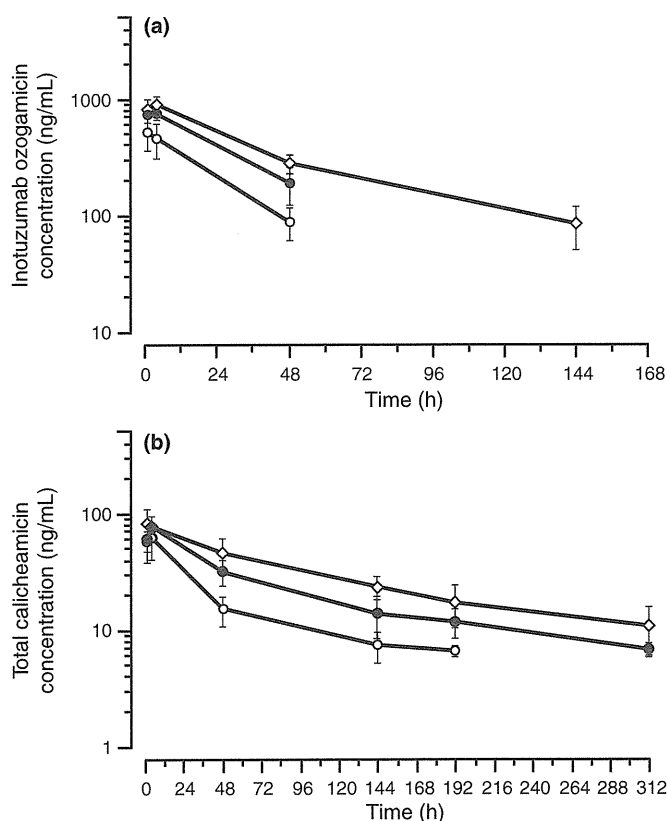 (a)
Inotuzumab ozogamicin
concentration (ng/mL)
1000
100
10
0 24 48 72 96 120 144 168
Time (h)
(b)
Total calicheamicin
concentration (ng/mL)
100
10
1
0 24 48 72 96 120 144 168 192 216 240 264 288 312
Time (h)